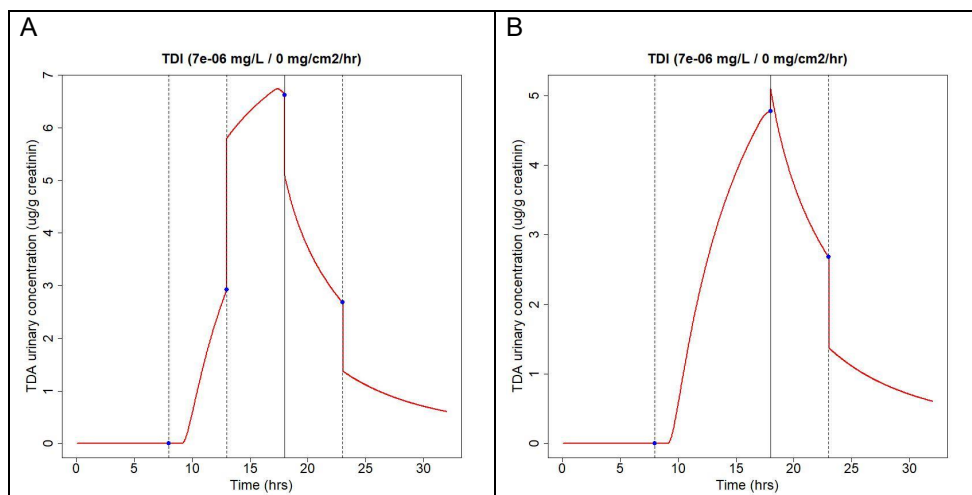 A
TDI (7e-06 mg/L / 0 mg/cm2/hr)
TDA urinary concentration (ug/g creatinin)
7
6
5
4
3
2
1
0
0 5 10 15 20 25 30
Time (hrs)
B
TDI (7e-06 mg/L / 0 mg/cm2/hr)
TDA urinary concentration (ug/g creatinin)
5
4
3
2
1
0
0 5 10 15 20 25 30
Time (hrs)